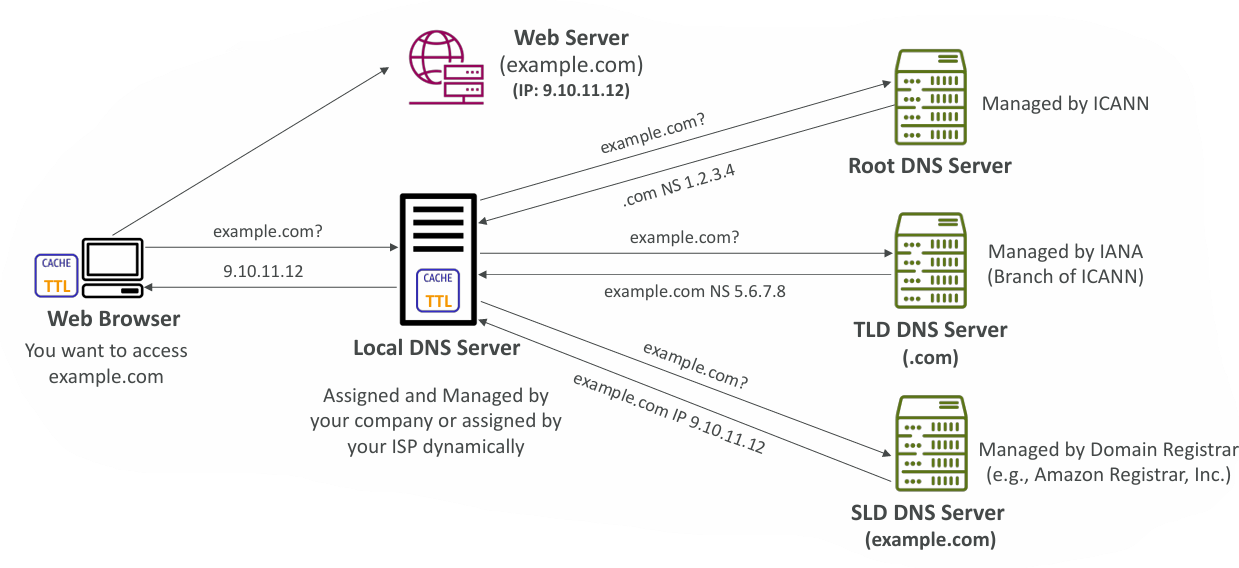 Web Server
(example.com)
(IP: 9.10.11.12)
Managed by ICANN
Root DNS Server
example.com?
.com NS 1.2.3.4
example.com?
9.10.11.12
CACHE
TTL
Web Browser
You want to access
example.com
CACHE
TTL
Local DNS Server
Assigned and Managed by
your company or assigned by
your ISP dynamically
example.com?
example.com NS 5.6.7.8
Managed by IANA
(Branch of ICANN)
TLD DNS Server
(.com)
example.com?
example.com IP 9.10.11.12
Managed by Domain Registrar
(e.g., Amazon Registrar, Inc.)
SLD DNS Server
(example.com)